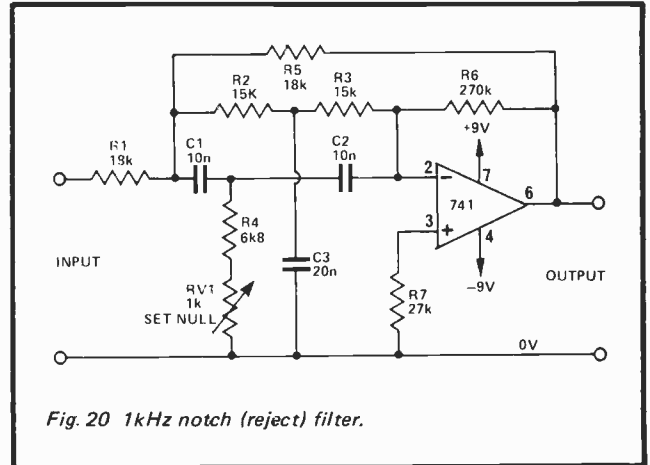 R5
18k
R2
15K
R3
15k
R6
270k
+9V
R1
18k
C1
10n
C2
10n
2
−
7
741
6
3
+
4
R4
6k8
C3
20n
INPUT
RV1
1k
SET NULL
R7
27k
−9V
OUTPUT
0V
Fig. 20 1kHz notch (reject) filter.